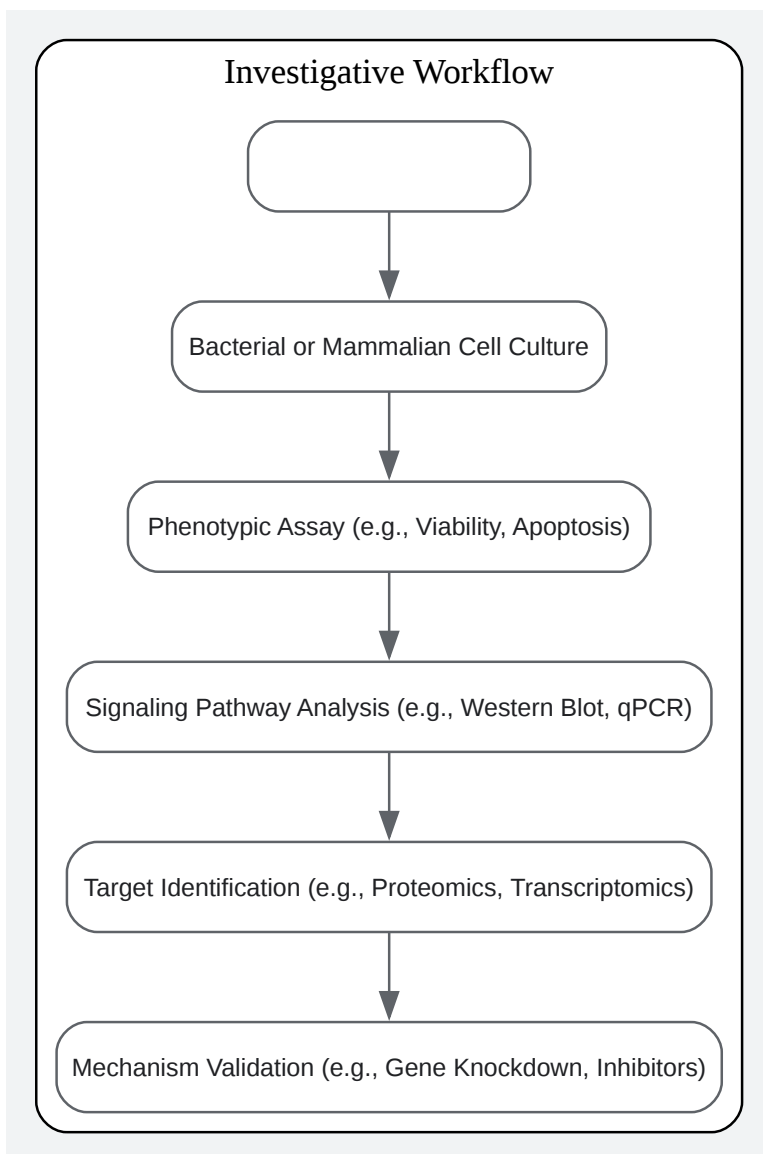 Investigative Workflow
Bacterial or Mammalian Cell Culture
Phenotypic Assay (e.g., Viability, Apoptosis)
Signaling Pathway Analysis (e.g., Western Blot, qPCR)
Target Identification (e.g., Proteomics, Transcriptomics)
Mechanism Validation (e.g., Gene Knockdown, Inhibitors)